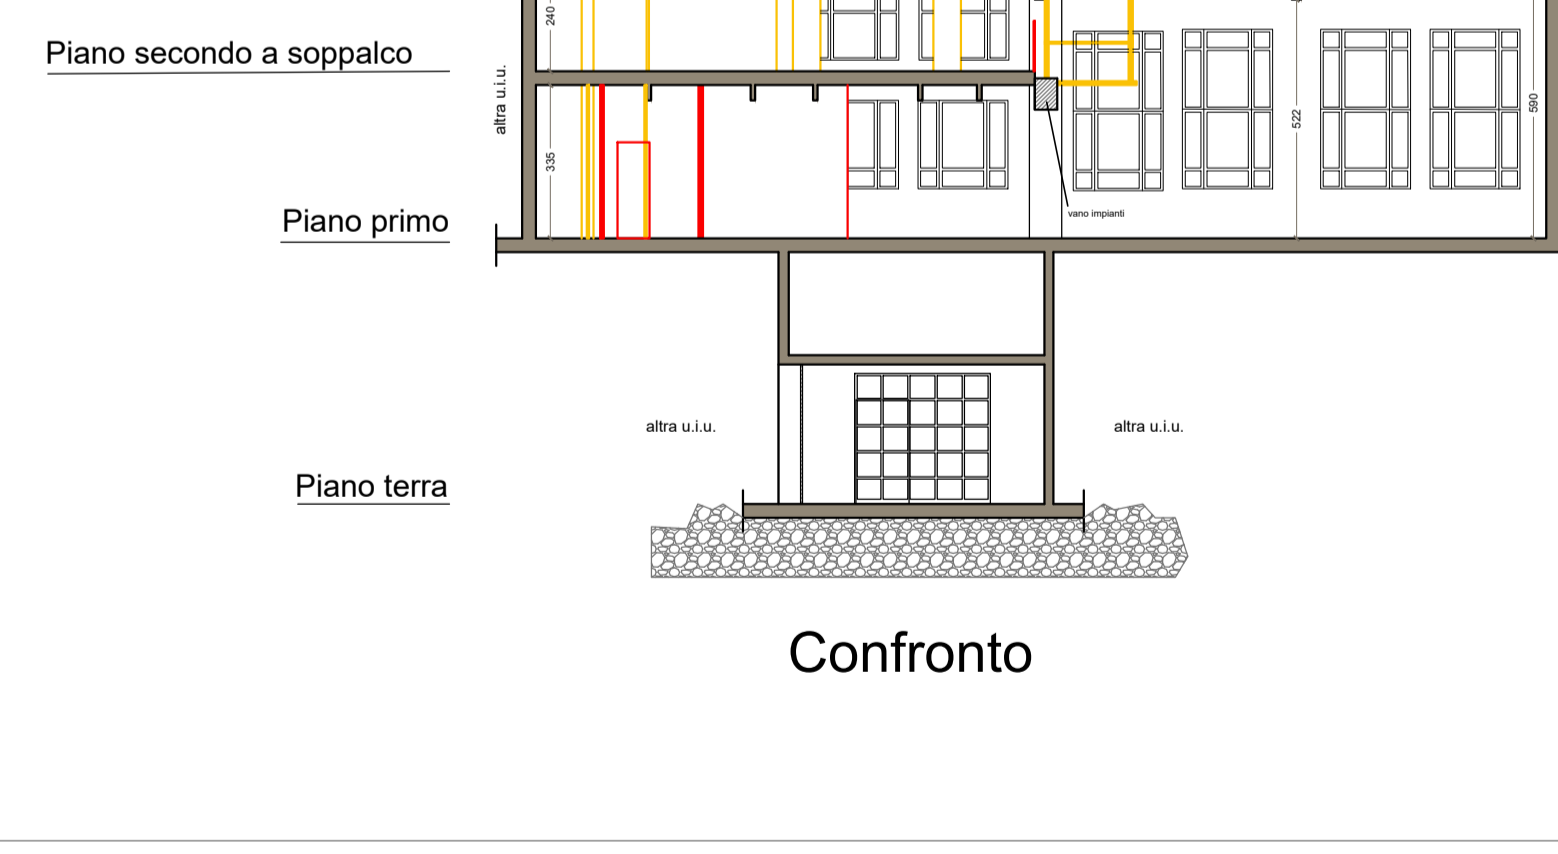 240
Piano secondo a soppalco
altra u.i.u.
590
522
335
vano impianti
Piano primo
altra u.i.u.
altra u.i.u.
Piano terra
Confronto